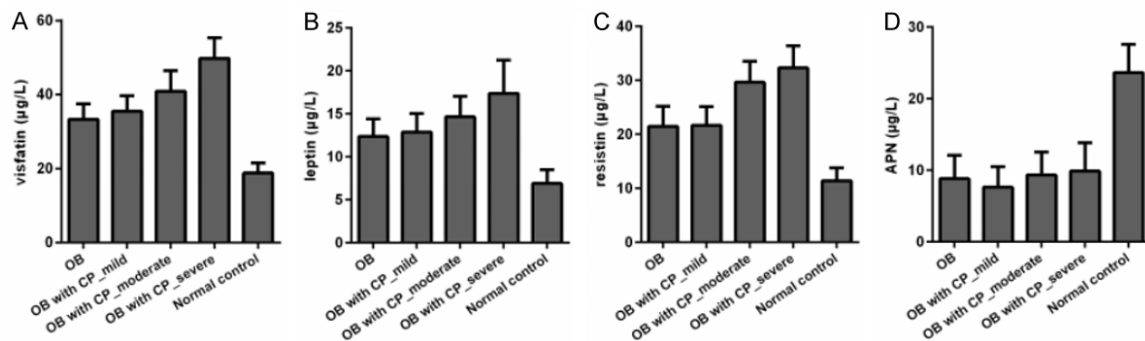 A
visfatin (µg/L)
60
40
20
0
OB
OB with CP_mild
OB with CP_moderate
OB with CP_severe
Normal control
B
leptin (µg/L)
25
20
15
10
5
0
OB
OB with CP_mild
OB with CP_moderate
OB with CP_severe
Normal control
C
resistin (µg/L)
40
30
20
10
0
OB
OB with CP_mild
OB with CP_moderate
OB with CP_severe
Normal control
D
APN (µg/L)
30
20
10
0
OB
OB with CP_mild
OB with CP_moderate
OB with CP_severe
Normal control